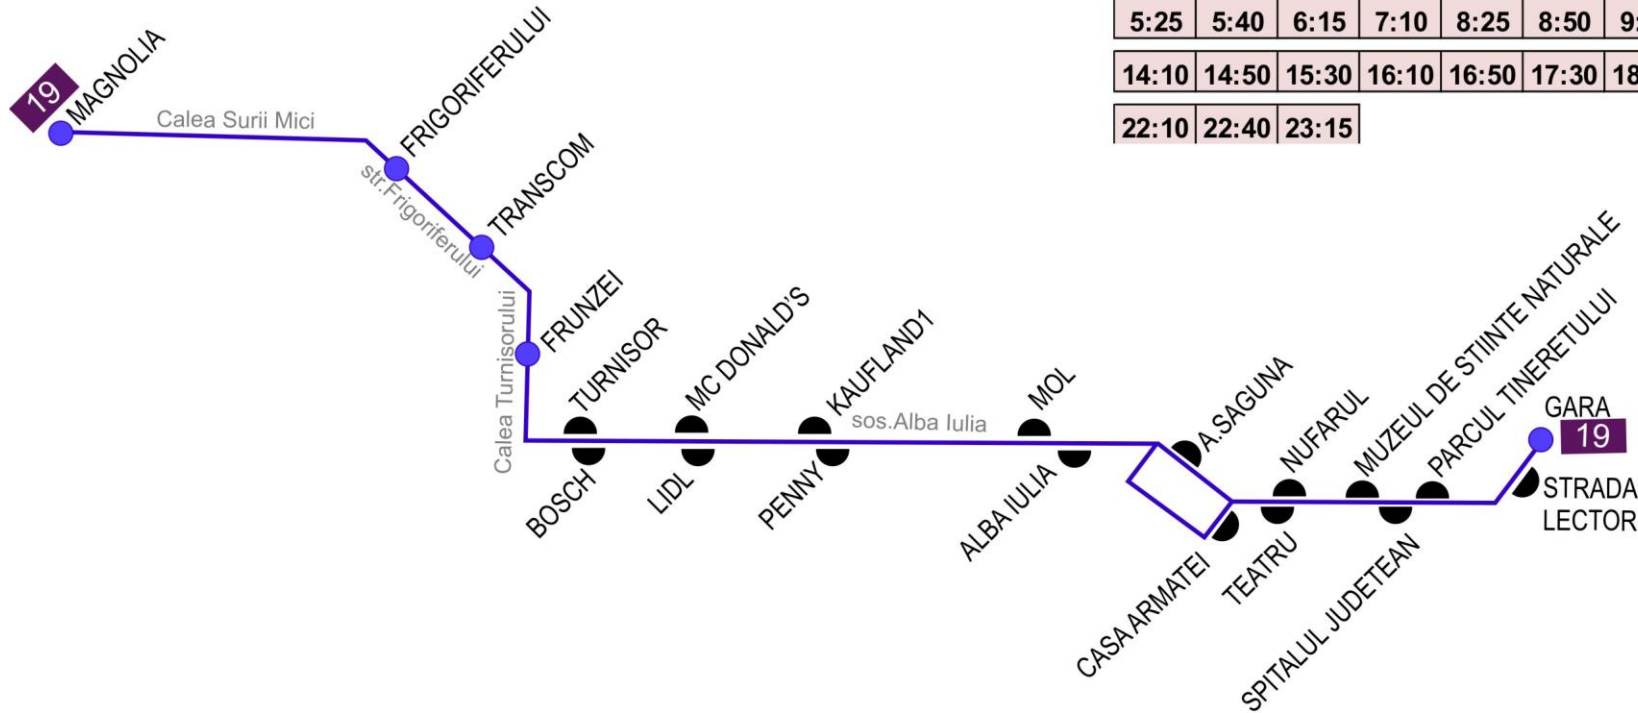 5:25 5:40 6:15 7:10 8:25 8:50
14:10 14:50 15:30 16:10 16:50 17:30
22:10 22:40 23:15
19
MAGNOLIA
Calea Surii Mici
FRIGORIFERULUI
str.Frigoriferului
TRANSCOM
Calea Turnisorului
FRUNZEI
TURNISOR
MC DONALD'S
KAUFLAND1
sos.Alba Iulia
MOL
A.SAGUNA
NUFARUL
MUZEUL DE STIINTE NATURALE
PARCUL TINERETULUI
GARA
19
BOSCH
LIDL
PENNY
ALBA IULIA
CASA ARMATEI
TEATRU
SPITALUL JUDETEAN
STRADA
LECTOR